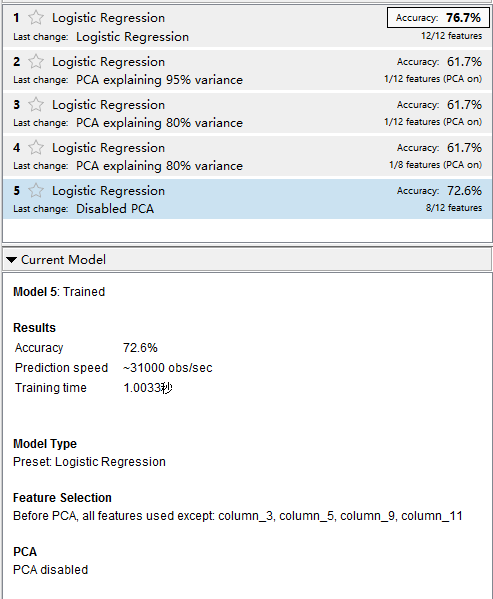 1 Logistic Regression Accuracy: 76.7%
Last change: Logistic Regression 12/12 features
2 Logistic Regression Accuracy: 61.7%
Last change: PCA explaining 95% variance 1/12 features (PCA on)
3 Logistic Regression Accuracy: 61.7%
Last change: PCA explaining 80% variance 1/12 features (PCA on)
4 Logistic Regression Accuracy: 61.7%
Last change: PCA explaining 80% variance 1/8 features (PCA on)
5 Logistic Regression Accuracy: 72.6%
Last change: Disabled PCA 8/12 features
Current Model
Model 5: Trained
Results
Accuracy 72.6%
Prediction speed ~31000 obs/sec
Training time 1.0033秒
Model Type
Preset: Logistic Regression
Feature Selection
Before PCA, all features used except: column_3, column_5, column_9, column_11
PCA
PCA disabled